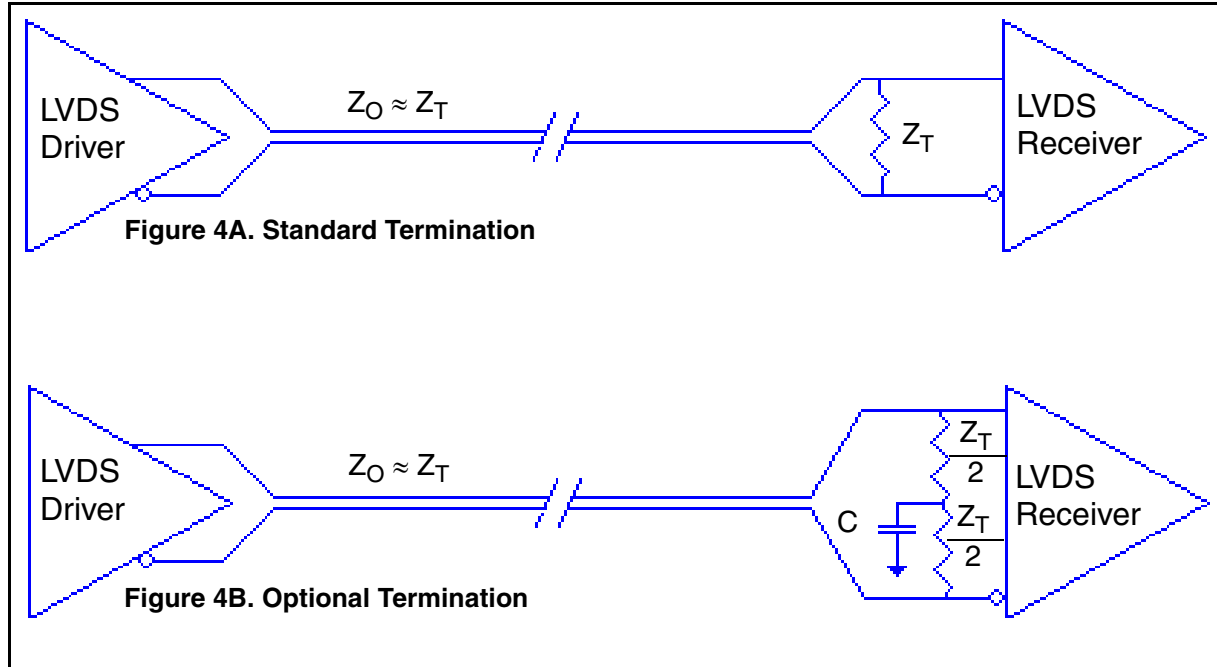 LVDS
Driver
Z_O ≈ Z_T
Z_T
LVDS
Receiver
Figure 4A. Standard Termination
LVDS
Driver
Z_O ≈ Z_T
C
Z_T
2
Z_T
2
LVDS
Receiver
Figure 4B. Optional Termination